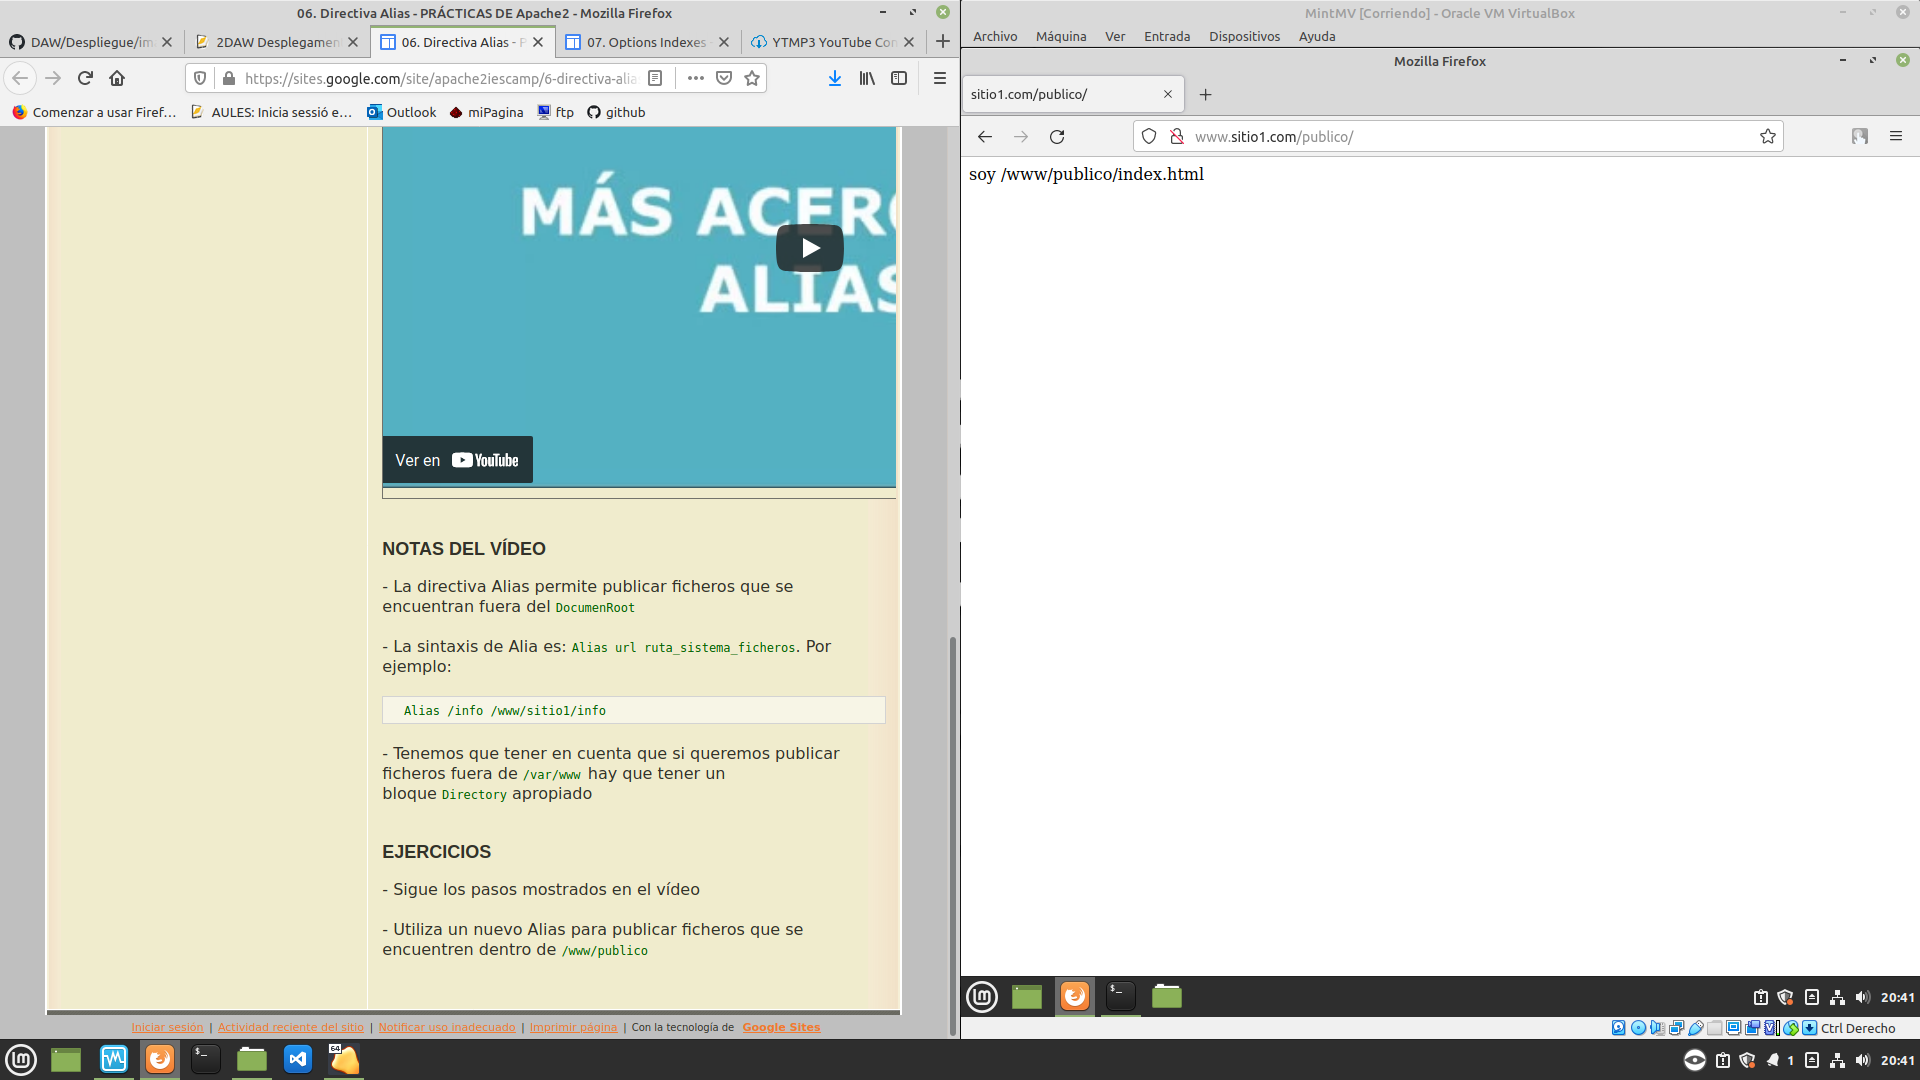 06. Directiva Alias - PRÁCTICAS DE Apache2 - Mozilla Firefox
DAW/Despliegue/im
2DAW Desplegamen
06. Directiva Alias - P
07. Options Indexes
YTMP3 YouTube Con
https://sites.google.com/site/apache2iescamp/6-directiva-alia
Comenzar a usar Firef…
AULES: Inicia sessió e…
Outlook
miPagina
ftp
github
MÁS ACERC
ALIAS
Ver en YouTube
NOTAS DEL VÍDEO
- La directiva Alias permite publicar ficheros que se
encuentran fuera del DocumenRoot
- La sintaxis de Alia es: Alias url ruta_sistema_ficheros. Por
ejemplo:
Alias /info /www/sitio1/info
- Tenemos que tener en cuenta que si queremos publicar
ficheros fuera de /var/www hay que tener un
bloque Directory apropiado
EJERCICIOS
- Sigue los pasos mostrados en el vídeo
- Utiliza un nuevo Alias para publicar ficheros que se
encuentren dentro de /www/publico
Iniciar sesión | Actividad reciente del sitio | Notificar uso inadecuado | Imprimir página | Con la tecnología de Google Sites
MintMV [Corriendo] - Oracle VM VirtualBox
Archivo Máquina Ver Entrada Dispositivos Ayuda
Mozilla Firefox
sitio1.com/publico/
www.sitio1.com/publico/
soy /www/publico/index.html
20:41
Ctrl Derecho
64
1
20:41